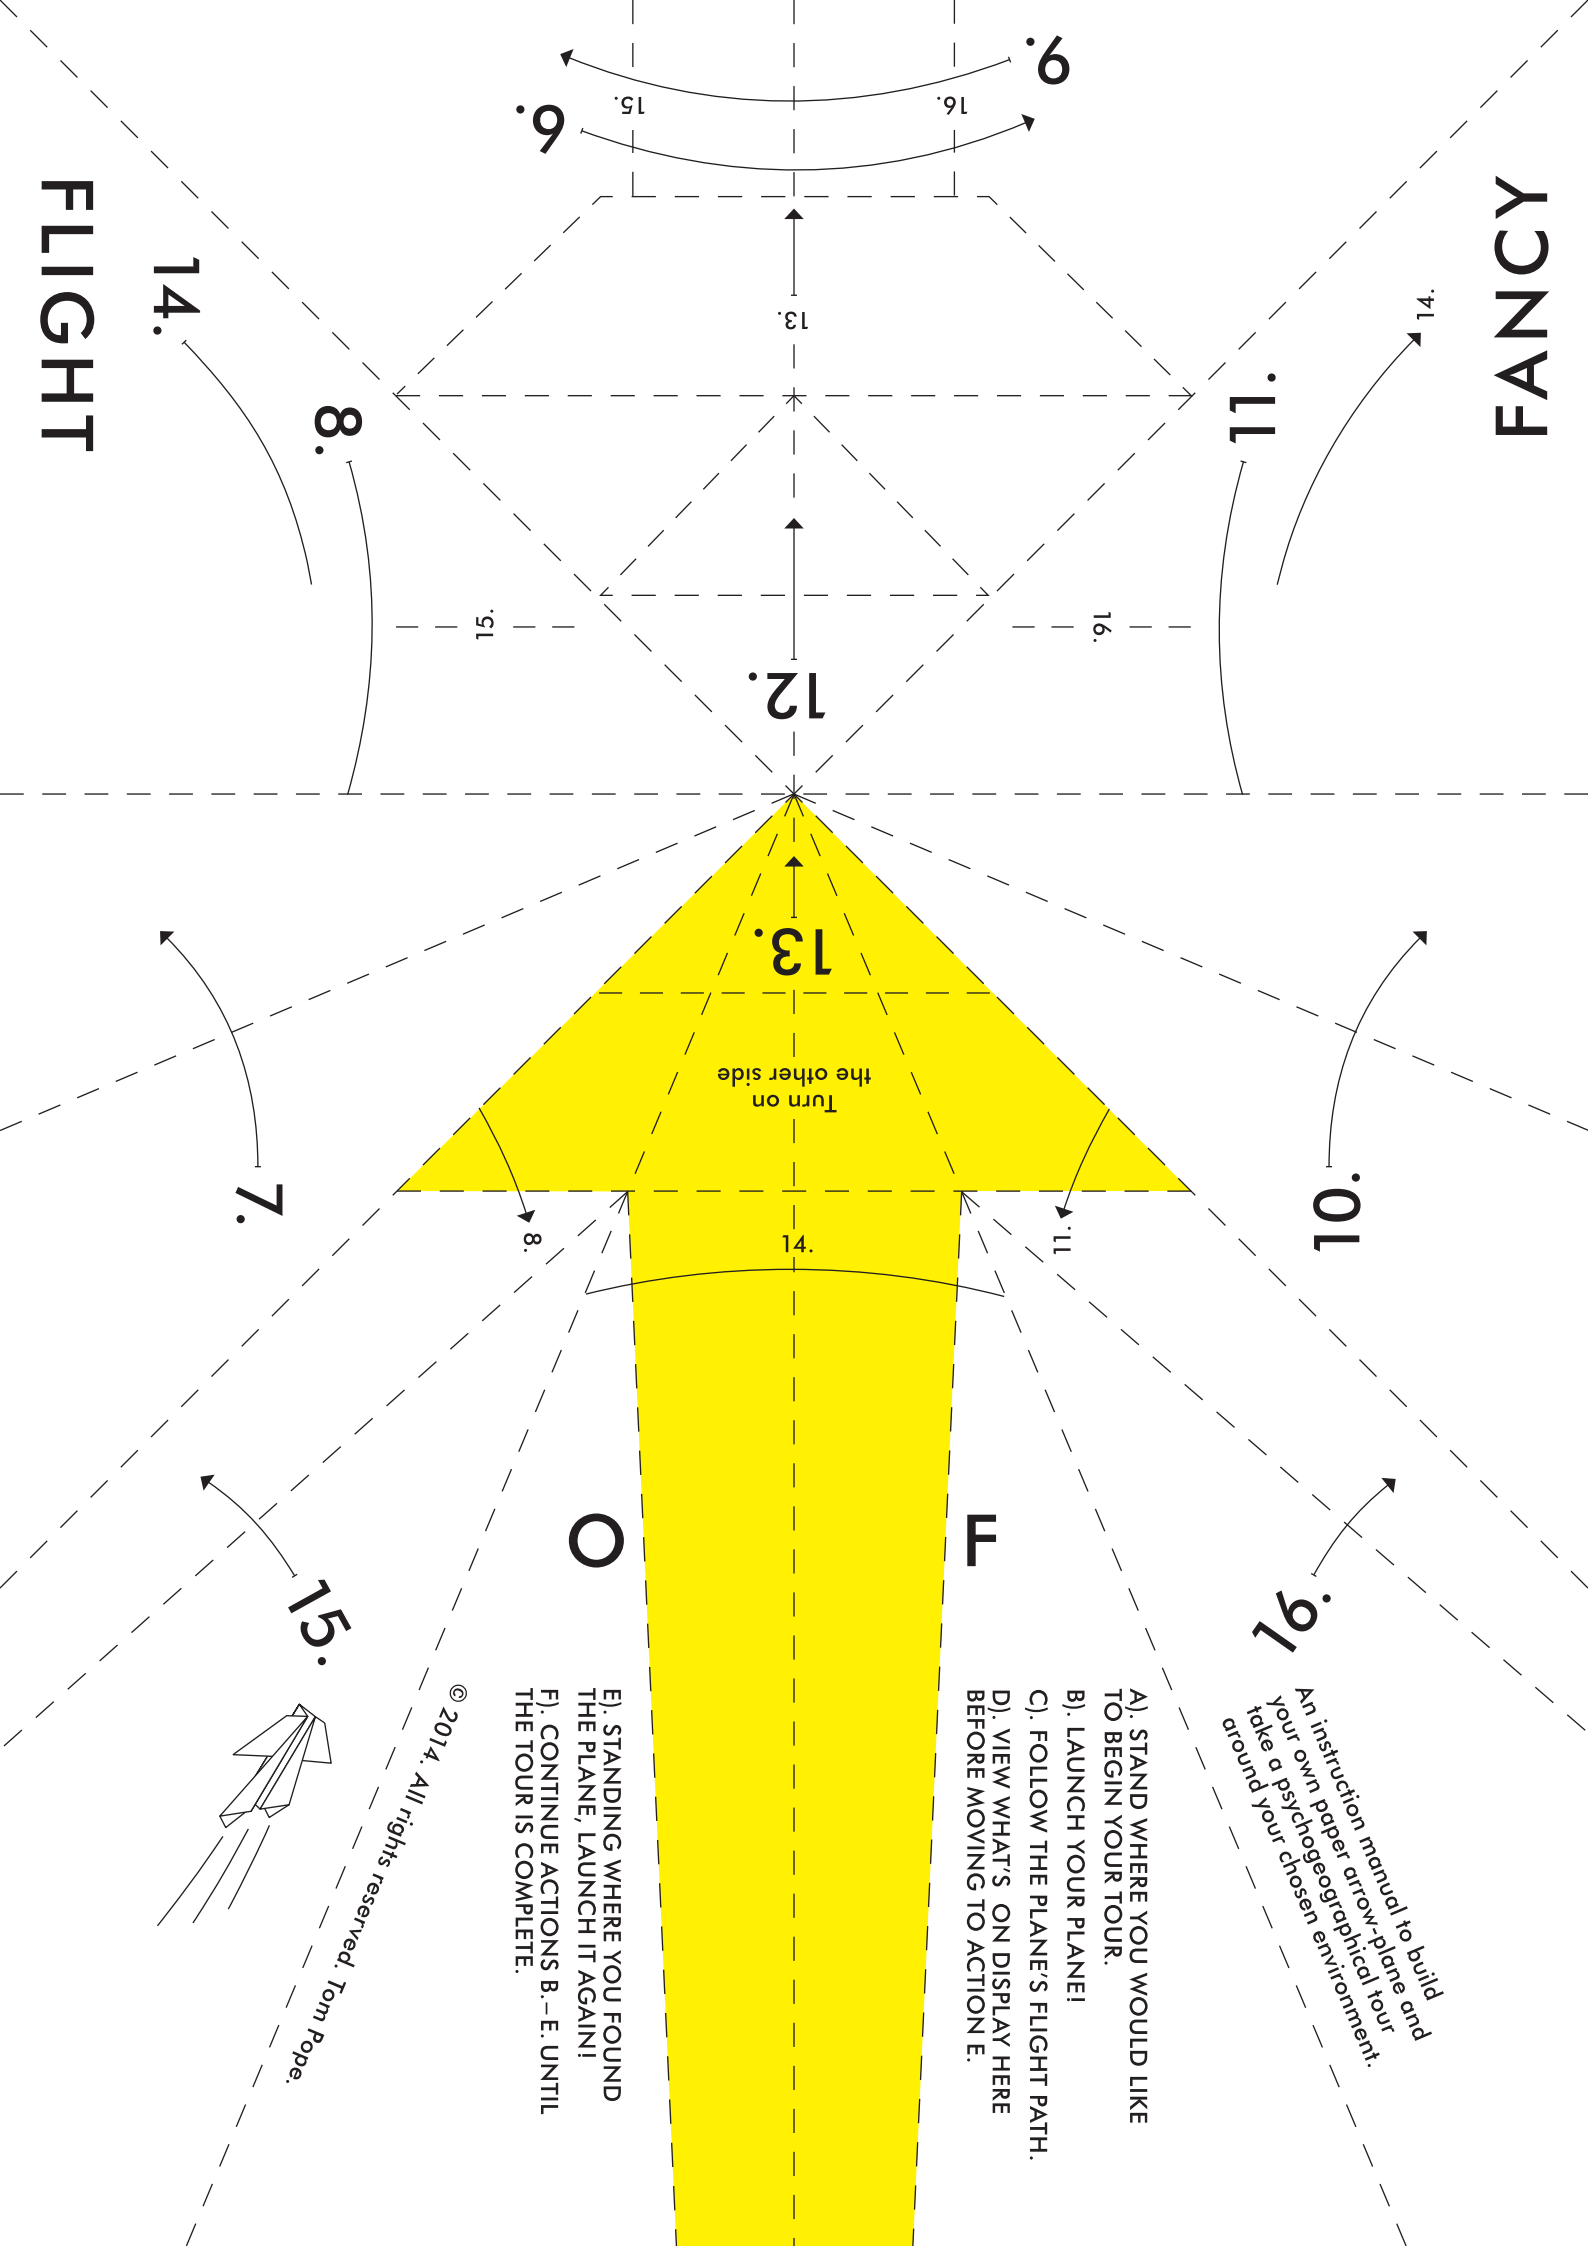 FANCY
FLIGHT
O
F
6.
9.
15.
16.
14.
14.
13.
8.
11.
15.
16.
12.
13.
Turn on
the other side
7.
10.
8.
11.
14.
15.
16.
An instruction manual to build
your own paper arrow-plane and
take a psychogeographical tour
around your chosen environment.
A). STAND WHERE YOU WOULD LIKE
TO BEGIN YOUR TOUR.
B). LAUNCH YOUR PLANE!
C). FOLLOW THE PLANE'S FLIGHT PATH.
D). VIEW WHAT'S ON DISPLAY HERE
BEFORE MOVING TO ACTION E.
E). STANDING WHERE YOU FOUND
THE PLANE, LAUNCH IT AGAIN!
F). CONTINUE ACTIONS B.– E. UNTIL
THE TOUR IS COMPLETE.
© 2014. All rights reserved. Tom Pope.